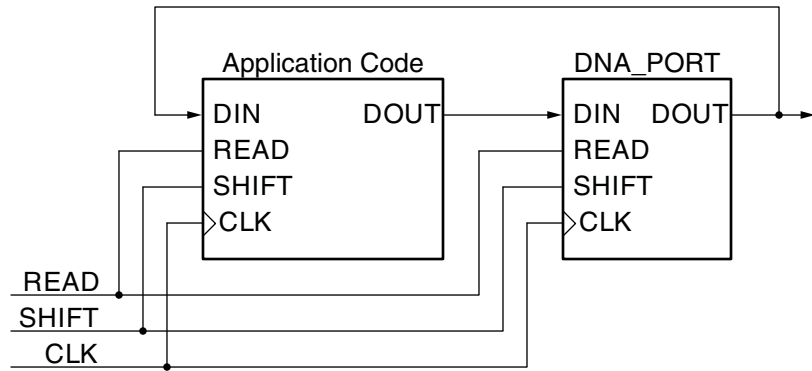 Application Code
DIN DOUT
READ
SHIFT
CLK
DNA_PORT
DIN DOUT
READ
SHIFT
CLK
READ
SHIFT
CLK